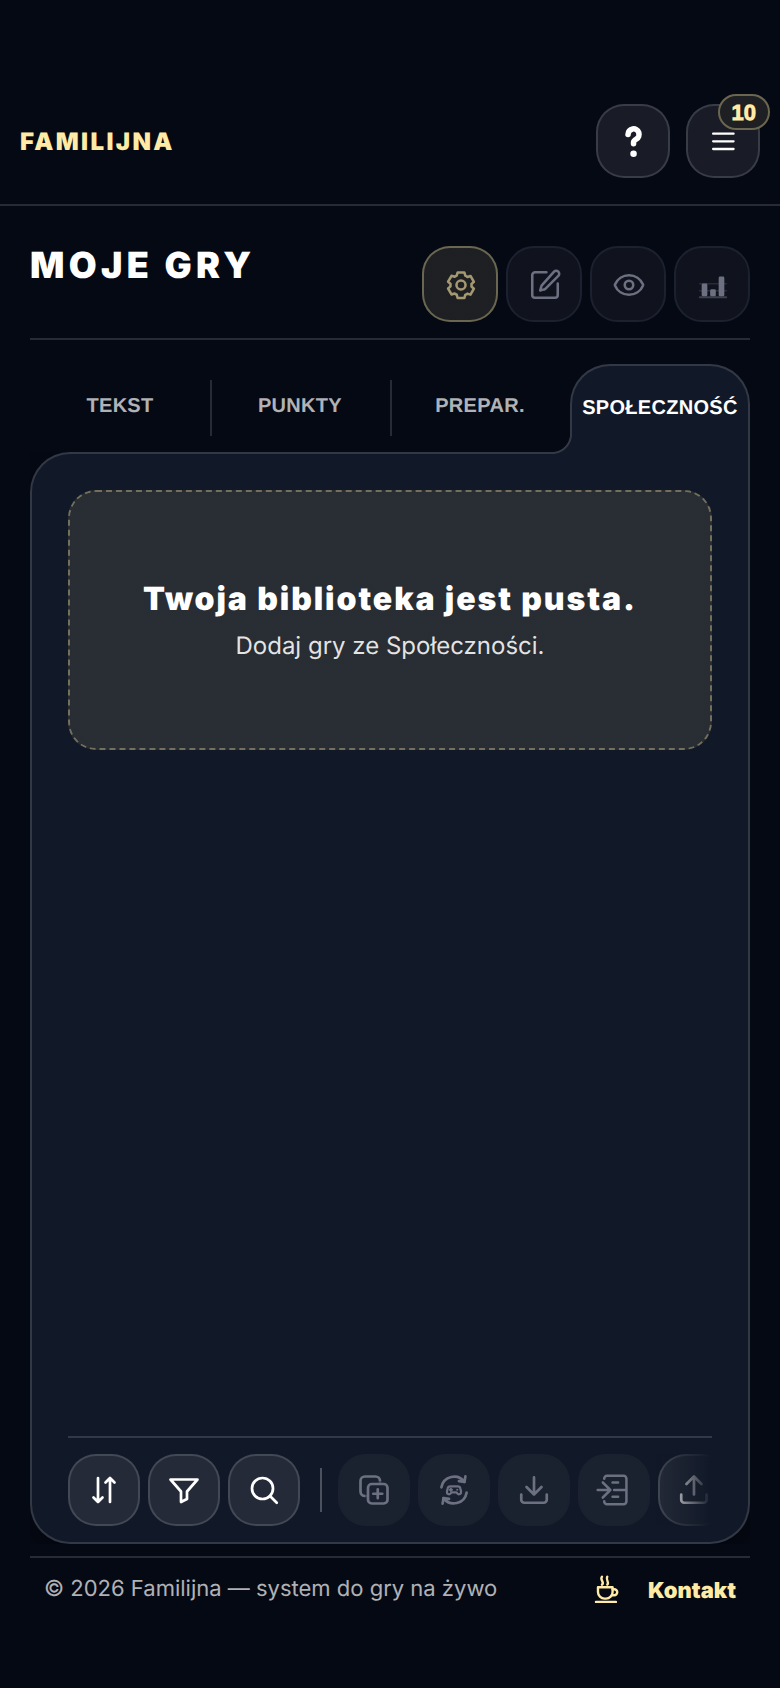 FAMILIJNA
?
10
MOJE GRY
TEKST
PUNKTY
PREPAR.
SPOŁECZNOŚĆ
Twoja biblioteka jest pusta.
Dodaj gry ze Społeczności.
© 2026 Familijna — system do gry na żywo
Kontakt